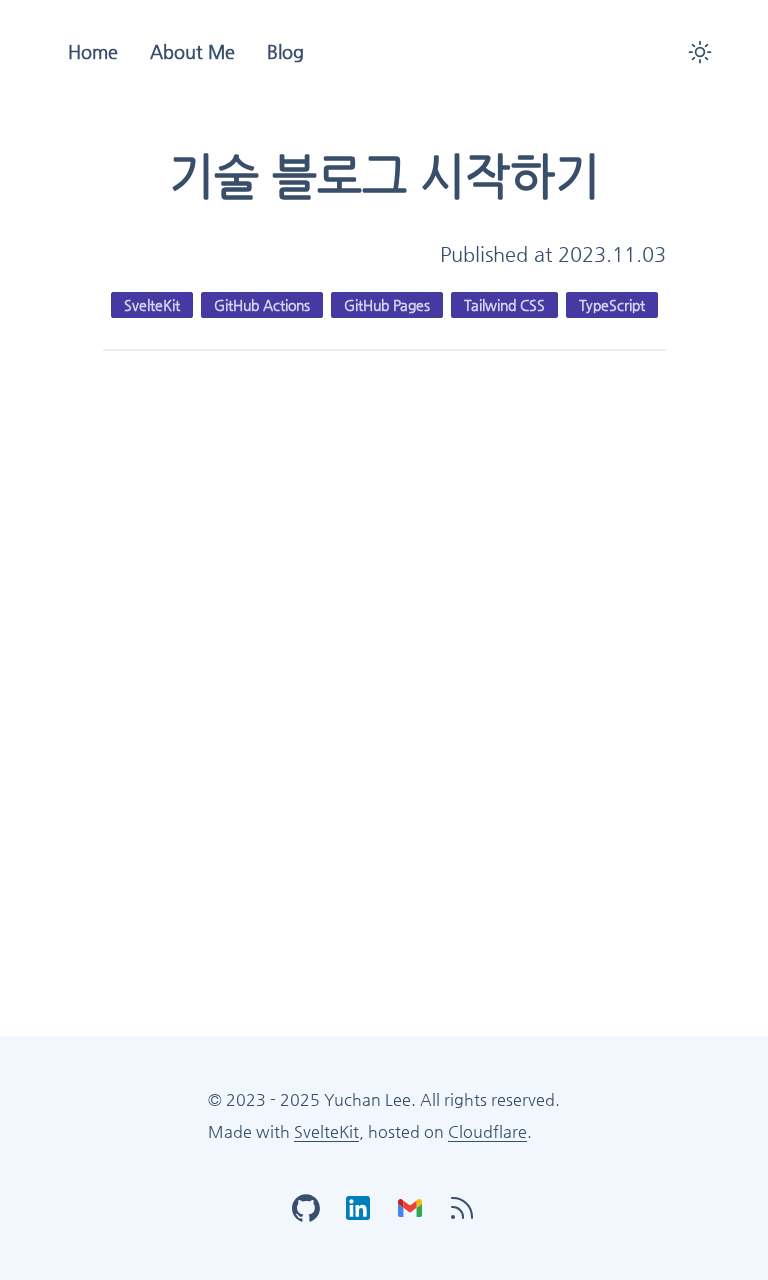 Home About Me Blog
기술 블로그 시작하기
Published at 2023.11.03
SvelteKit GitHub Actions GitHub Pages Tailwind CSS TypeScript
© 2023 - 2025 Yuchan Lee. All rights reserved.
Made with SvelteKit, hosted on Cloudflare.